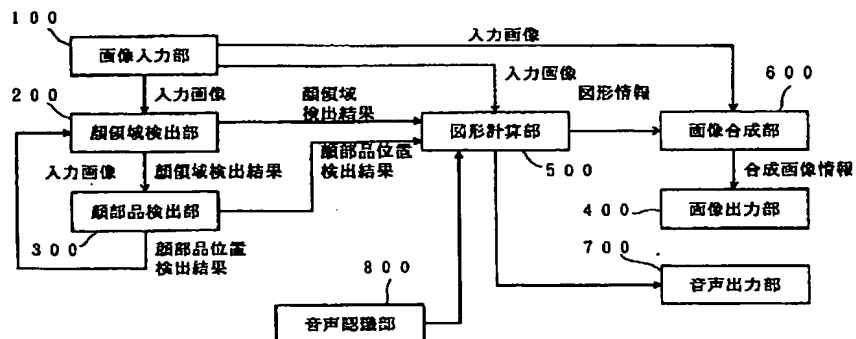 100
画像入力部
入力画像
入力画像
入力画像
図形情報
600
200
顔領域
検出結果
顔領域検出部
図形計算部
画像合成部
入力画像
顔領域検出結果
顔部品位置
検出結果
500
合成画像情報
顔部品検出部
400
画像出力部
300
顔部品位置
検出結果
700
800
音声出力部
音声認識部